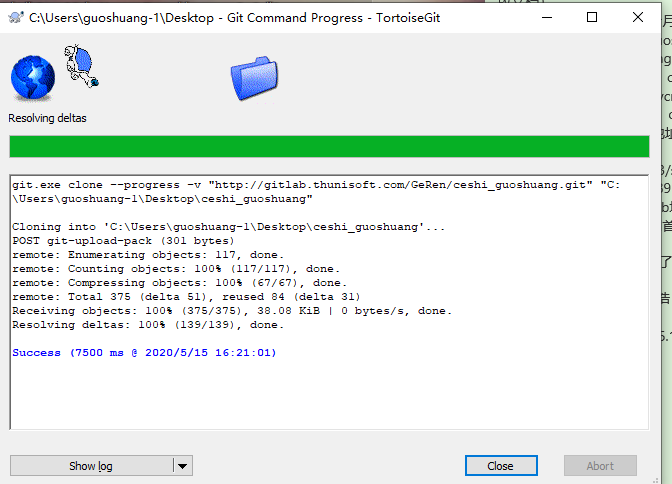 C:\Users\guoshuang-1\Desktop - Git Command Progress - TortoiseGit
Resolving deltas
git.exe clone --progress -v "http://gitlab.thunisoft.com/GeRen/ceshi_guoshuang.git" "C:
\Users\guoshuang-1\Desktop\ceshi_guoshuang"
Cloning into 'C:\Users\guoshuang-1\Desktop\ceshi_guoshuang'...
POST git-upload-pack (301 bytes)
remote: Enumerating objects: 117, done.
remote: Counting objects: 100% (117/117), done.
remote: Compressing objects: 100% (67/67), done.
remote: Total 375 (delta 51), reused 84 (delta 31)
Receiving objects: 100% (375/375), 38.08 KiB | 0 bytes/s, done.
Resolving deltas: 100% (139/139), done.
Success (7500 ms @ 2020/5/15 16:21:01)
Show log
Close
Abort